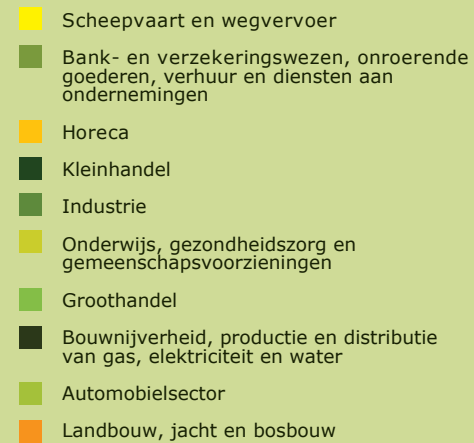 Scheepvaart en wegvervoer
Bank- en verzekeringswezen, onroerende
goederen, verhuur en diensten aan
ondernemingen
Horeca
Kleinhandel
Industrie
Onderwijs, gezondheidszorg en
gemeenschapsvoorzieningen
Groothandel
Bouwnijverheid, productie en distributie
van gas, elektriciteit en water
Automobielsector
Landbouw, jacht en bosbouw